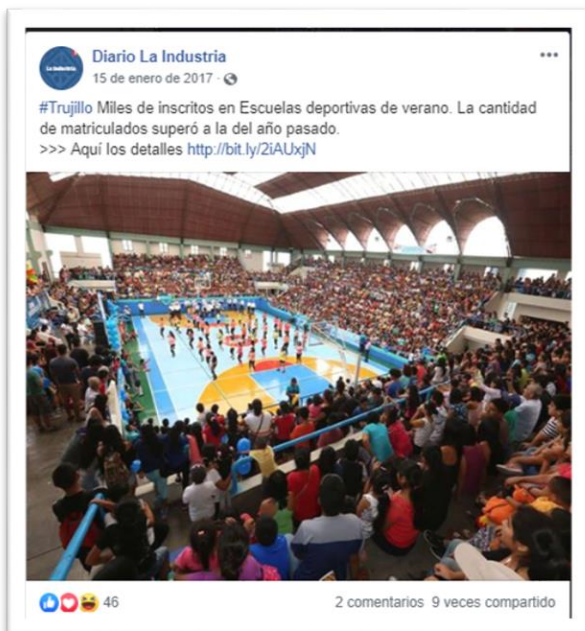 Diario La Industria
15 de enero de 2017 ·
#Trujillo Miles de inscritos en Escuelas deportivas de verano. La cantidad
de matriculados superó a la del año pasado.
>>> Aquí los detalles http://bit.ly/2iAUxjN
46
2 comentarios 9 veces compartido